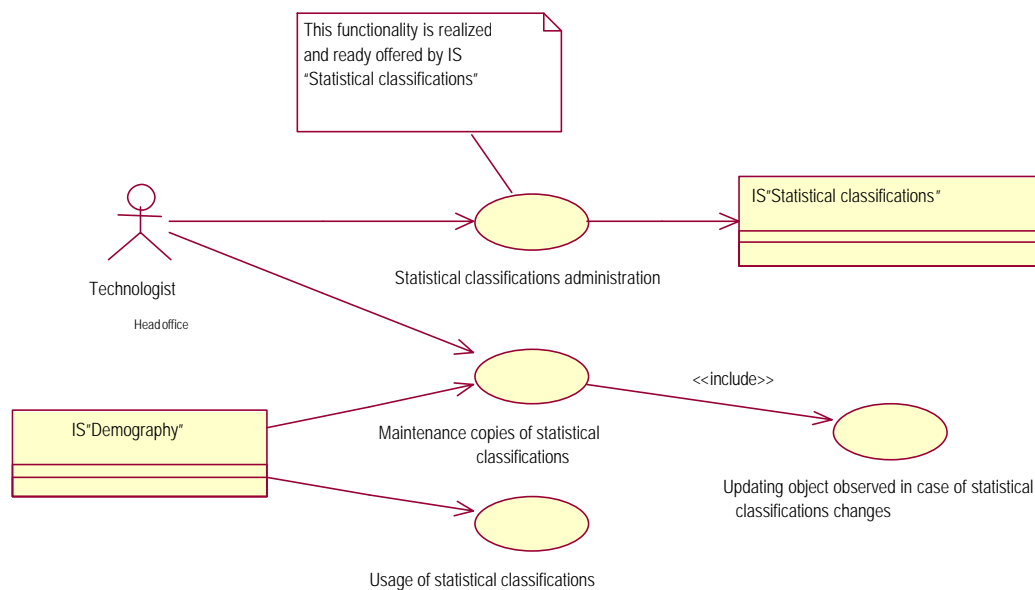 This functionality is realized
and ready offered by IS
"Statistical classifications"
IS"Statistical classifications"
Statistical classifications administration
Technologist
Head office
<<include>>
IS"Demography"
Maintenance copies of statistical
classifications
Updating object observed in case of statistical
classifications changes
Usage of statistical classifications